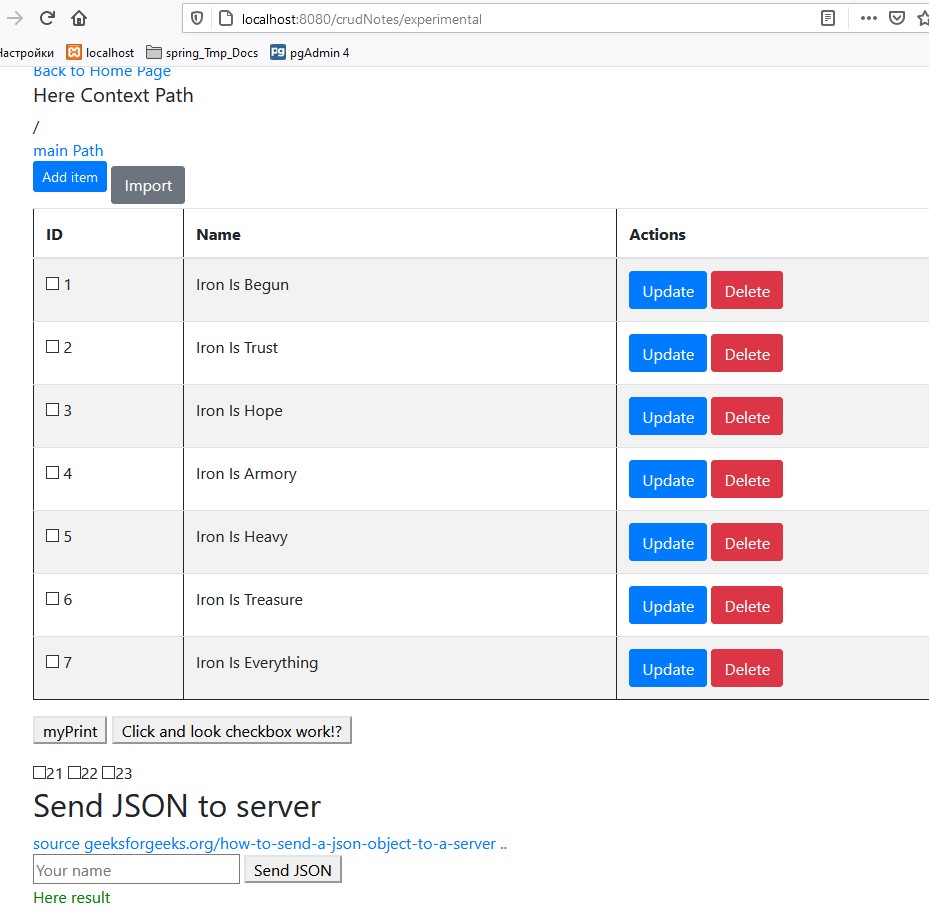 localhost:8080/crudNotes/experimental
Настройки localhost spring_Tmp_Docs pgAdmin 4
Back to Home Page
Here Context Path
/
main Path
Add item Import
ID Name Actions
1 Iron Is Begun Update Delete
2 Iron Is Trust Update Delete
3 Iron Is Hope Update Delete
4 Iron Is Armory Update Delete
5 Iron Is Heavy Update Delete
6 Iron Is Treasure Update Delete
7 Iron Is Everything Update Delete
myPrint Click and look checkbox work!?
21 22 23
Send JSON to server
source geeksforgeeks.org/how-to-send-a-json-object-to-a-server ..
Your name Send JSON
Here result